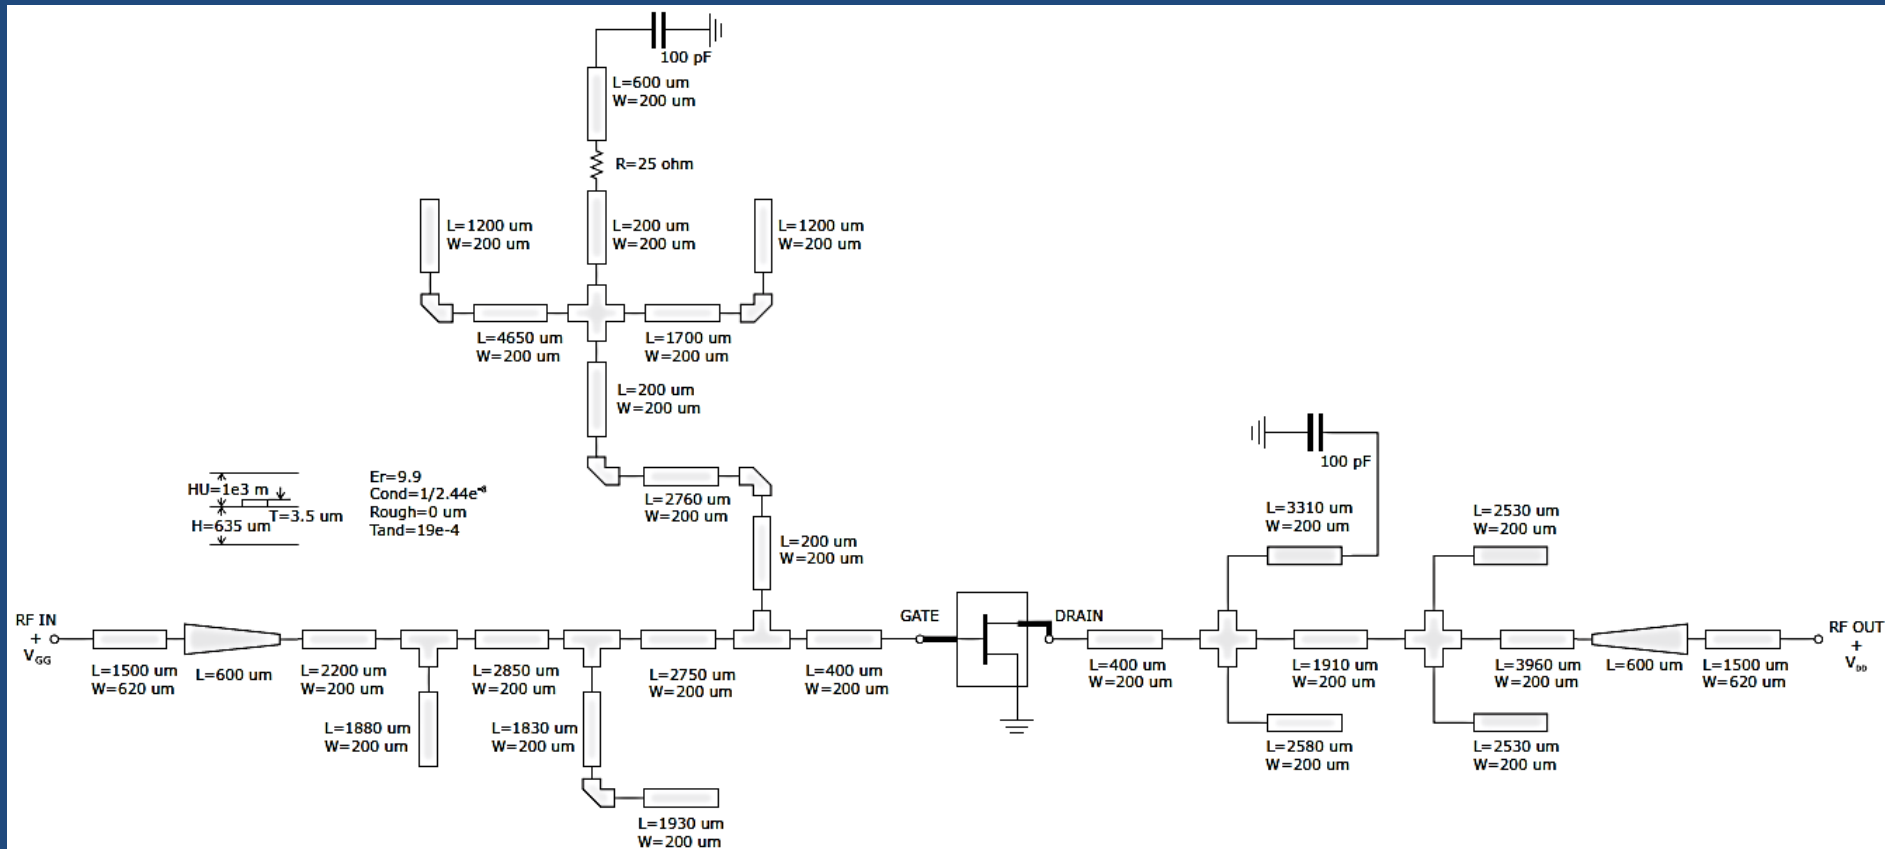 100 pF
L=600 um
W=200 um
R=25 ohm
L=1200 um
W=200 um
L=200 um
W=200 um
L=1200 um
W=200 um
L=4650 um
W=200 um
L=1700 um
W=200 um
L=200 um
W=200 um
L=2760 um
W=200 um
L=200 um
W=200 um
HU=1e3 m
T=3.5 um
H=635 um
Er=9.9
Cond=1/2.44e⁻⁸
Rough=0 um
Tand=19e-4
100 pF
L=3310 um
W=200 um
L=2530 um
W=200 um
RF IN
+
V_GG
L=1500 um
W=620 um
L=600 um
L=2200 um
W=200 um
L=2850 um
W=200 um
L=2750 um
W=200 um
L=400 um
W=200 um
GATE
DRAIN
L=400 um
W=200 um
L=1910 um
W=200 um
L=3960 um
W=200 um
L=600 um
L=1500 um
W=620 um
RF OUT
+
V_DD
L=1880 um
W=200 um
L=1830 um
W=200 um
L=1930 um
W=200 um
L=2580 um
W=200 um
L=2530 um
W=200 um